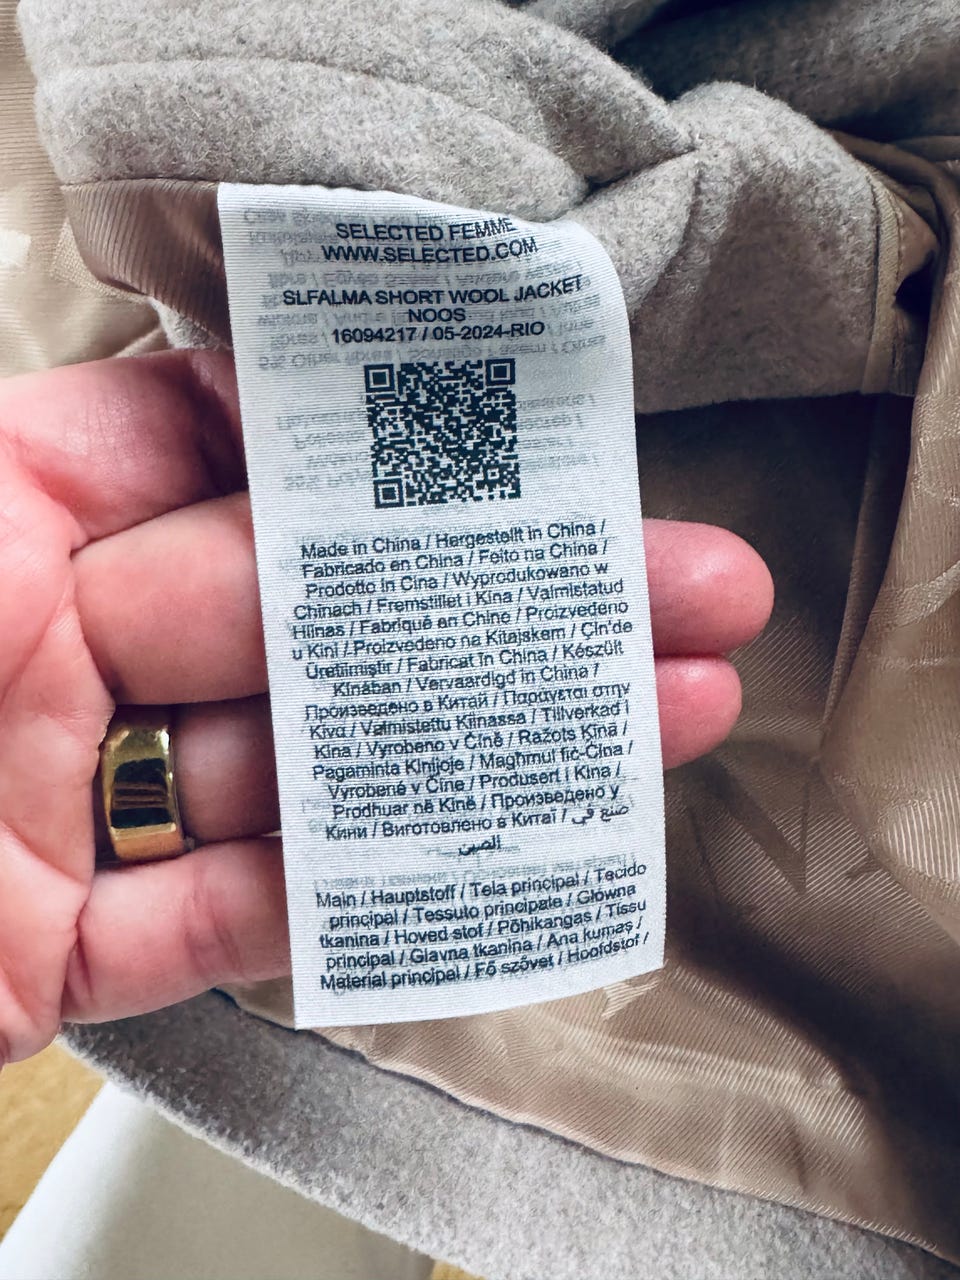 SELECTED FEMME
WWW.SELECTED.COM
SLFALMA SHORT WOOL JACKET
NOOS
16094217 / 05-2024-RIO
Made in China / Hergestellt in China /
Fabricado en China / Feito na China /
Prodotto in Cina / Wyprodukowano w
Chinach / Fremstillet i Kina / Valmistatud
Hiinas / Fabriqué en Chine / Proizvedeno
u Kini / Proizvedeno na Kitajskem / Çin'de
Üretilmiştir / Fabricat în China / Készült
Kínában / Vervaardigd in China /
Произведено в Китай / Παράγεται στην
Κίνα / Valmistettu Kiinassa / Tillverkad i
Kina / Vyrobeno v Číně / Ražots Ķīnā /
Pagaminta Kinijoje / Magħmul fiċ-Ċina /
Vyrobené v Číne / Produsert i Kina /
Prodhuar në Kinë / Произведено у
Кини / Виготовлено в Китаї / صنع في
الصين
Main / Hauptstoff / Tela principal / Tecido
principal / Tessuto principale / Główna
tkanina / Hoved stof / Põhikangas / Tissu
principal / Glavna tkanina / Ana kumaş /
Material principal / Fő szövet / Hoofdstof /